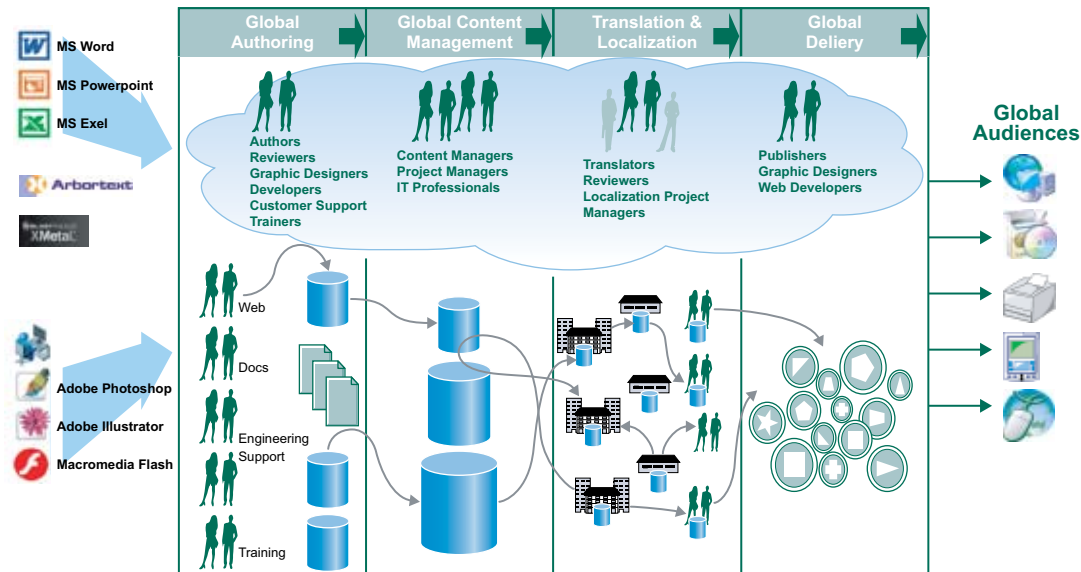 Global
Authoring
Global Content
Management
Translation &
Localization
Global
Deliery
MS Word
MS Powerpoint
MS Exel
Arbortext
XMetaL
Authors
Reviewers
Graphic Designers
Developers
Customer Support
Trainers
Content Managers
Project Managers
IT Professionals
Translators
Reviewers
Localization Project
Managers
Publishers
Graphic Designers
Web Developers
Global
Audiences
Web
Docs
Engineering
Support
Training
Adobe Photoshop
Adobe Illustrator
Macromedia Flash